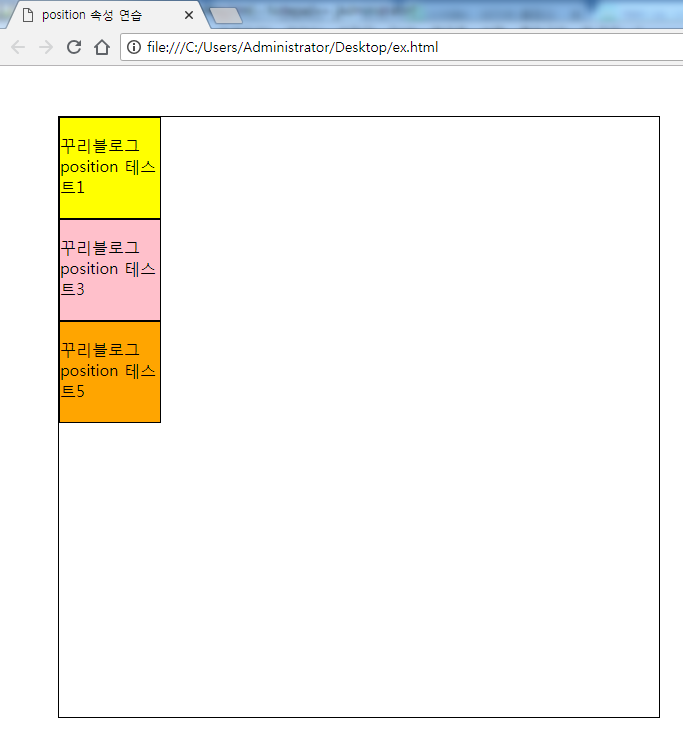 position 속성 연습
file:///C:/Users/Administrator/Desktop/ex.html
꾸리블로그
position 테스
트1
꾸리블로그
position 테스
트3
꾸리블로그
position 테스
트5